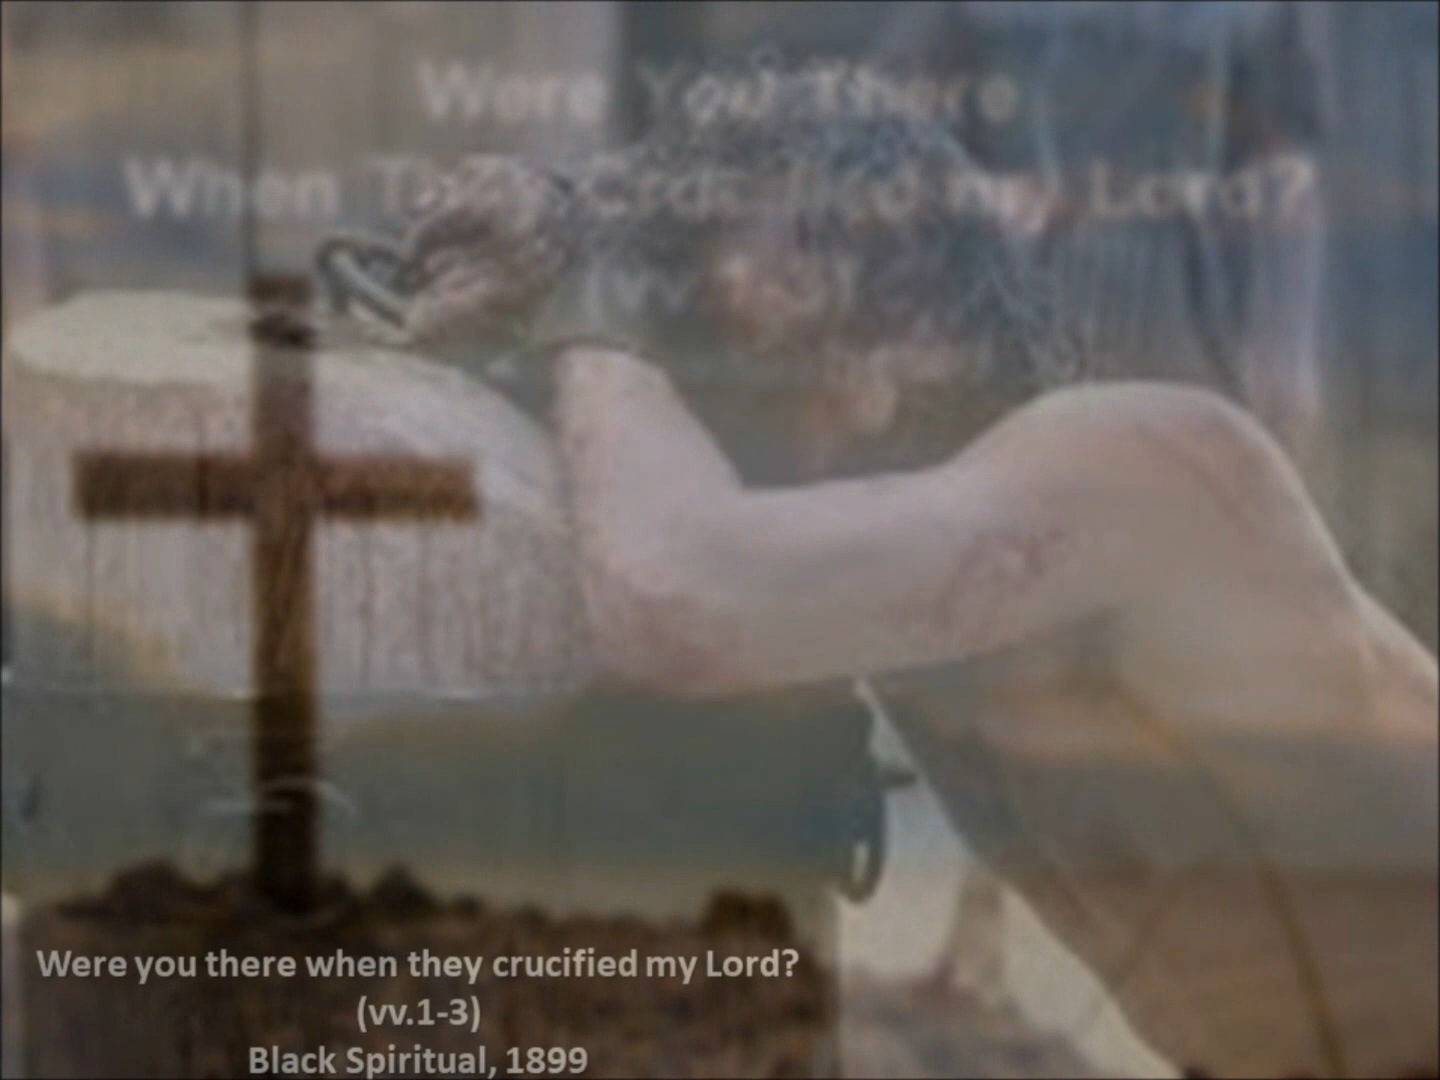 Were You There
When They Crucified my Lord?
Were you there when they crucified my Lord?
(vv.1-3)
Black Spiritual, 1899